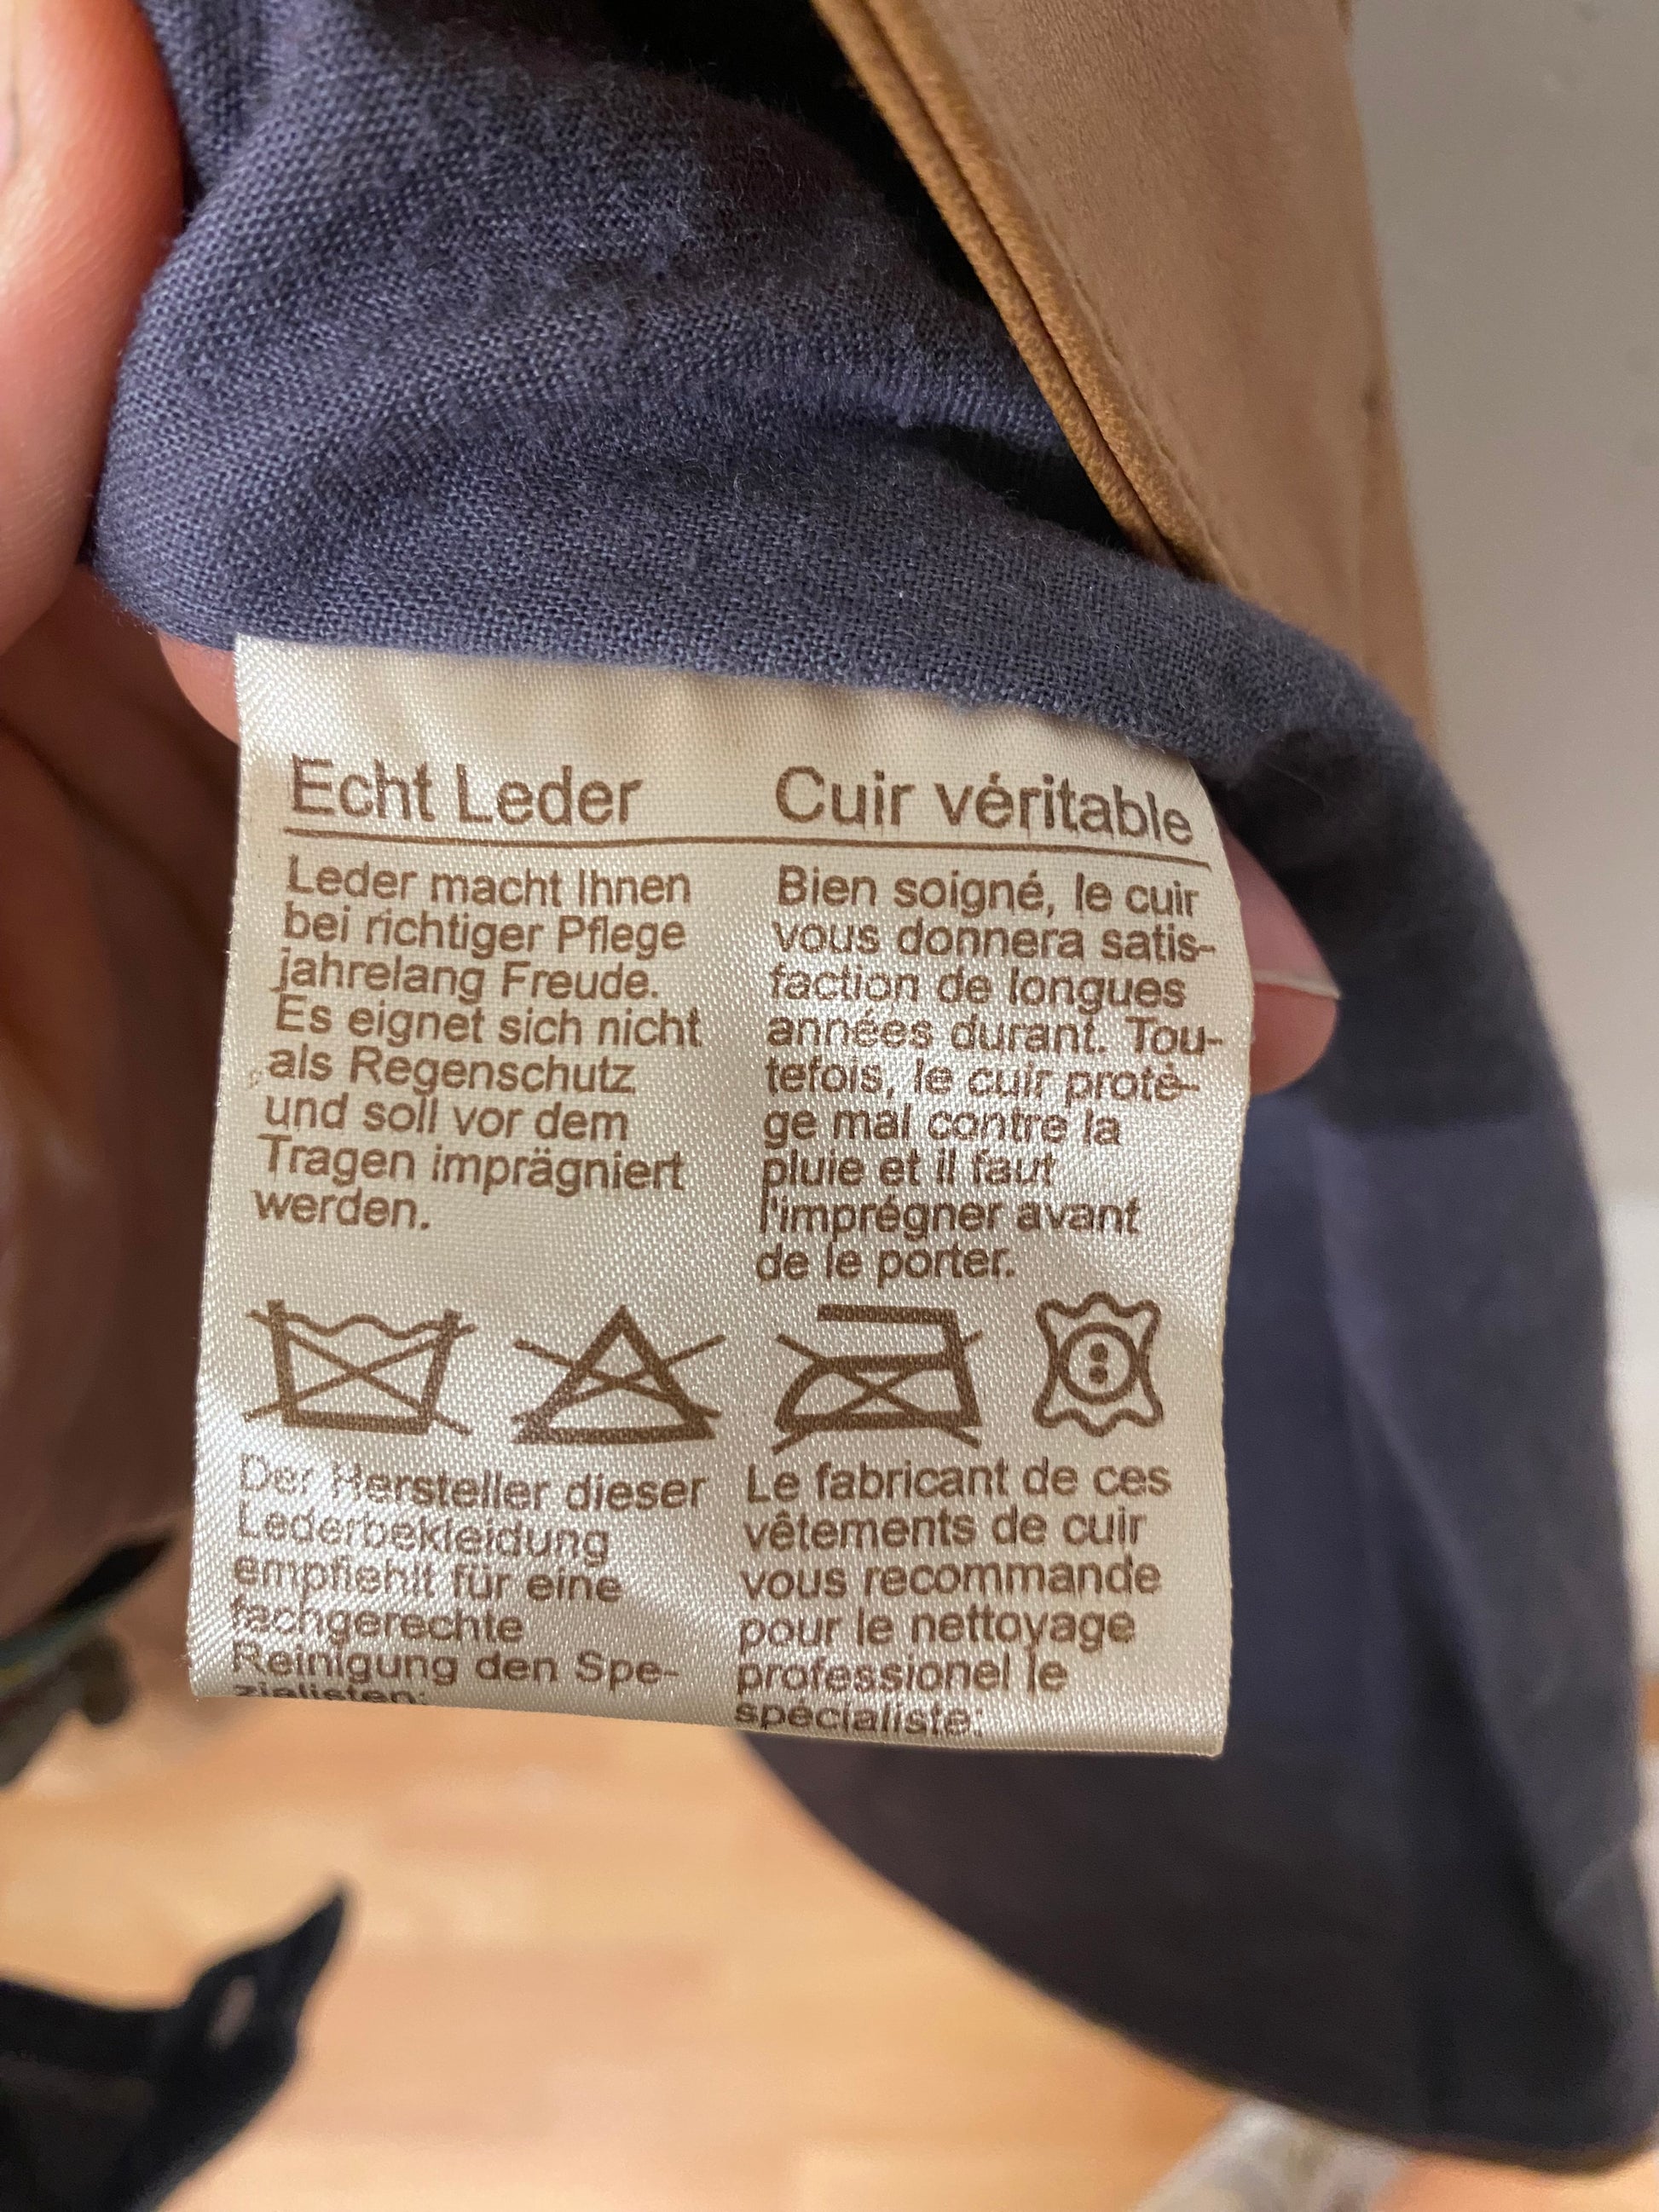 Echt Leder
Leder macht Ihnen
bei richtiger Pflege
jahrelang Freude.
Es eignet sich nicht
als Regenschutz
und soll vor dem
Tragen imprägniert
werden.
Cuir véritable
Bien soigné, le cuir
vous donnera satis-
faction de longues
années durant. Tou-
tefois, le cuir protè-
ge mal contre la
pluie et il faut
l'imprégner avant
de le porter.
Der Hersteller dieser
Lederbekleidung
empfiehlt für eine
fachgerechte
Reinigung den Spe-
zialisten:
Le fabricant de ces
vêtements de cuir
vous recommande
pour le nettoyage
professionel le
spécialiste: